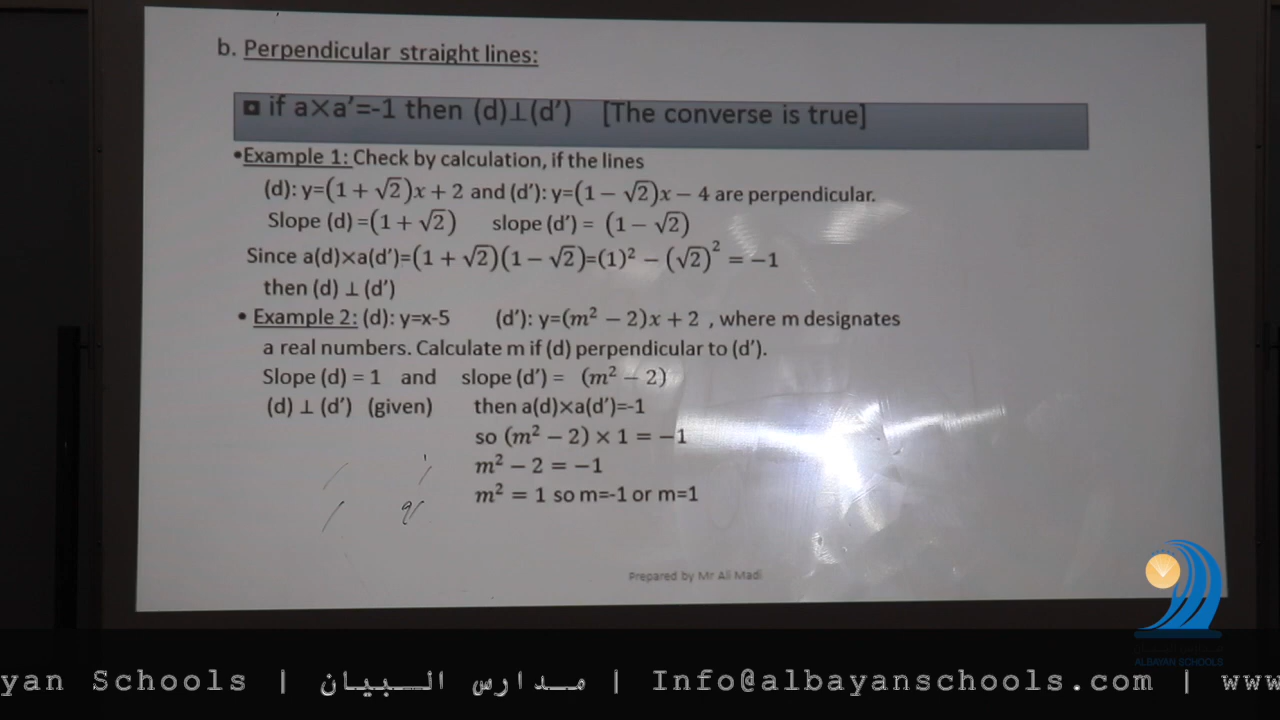 b. Perpendicular straight lines:
◘ if a×a’=-1 then (d)⊥(d’) [The converse is true]
•Example 1: Check by calculation, if the lines
(d): y=(1 + √2)x + 2 and (d’): y=(1 − √2)x − 4 are perpendicular.
Slope (d) =(1 + √2) slope (d’) = (1 − √2)
Since a(d)×a(d’)=(1 + √2)(1 − √2)=(1)² − (√2)² = −1
then (d) ⊥ (d’)
• Example 2: (d): y=x-5 (d’): y=(m² − 2)x + 2 , where m designates
a real numbers. Calculate m if (d) perpendicular to (d’).
Slope (d) = 1 and slope (d’) = (m² − 2)
(d) ⊥ (d’) (given) then a(d)×a(d’)=-1
so (m² − 2) × 1 = −1
m² − 2 = −1
m² = 1 so m=-1 or m=1
Prepared by Mr Ali Madi
ALBAYAN SCHOOLS
yan Schools | مدارس البيان | Info@albayanschools.com | www